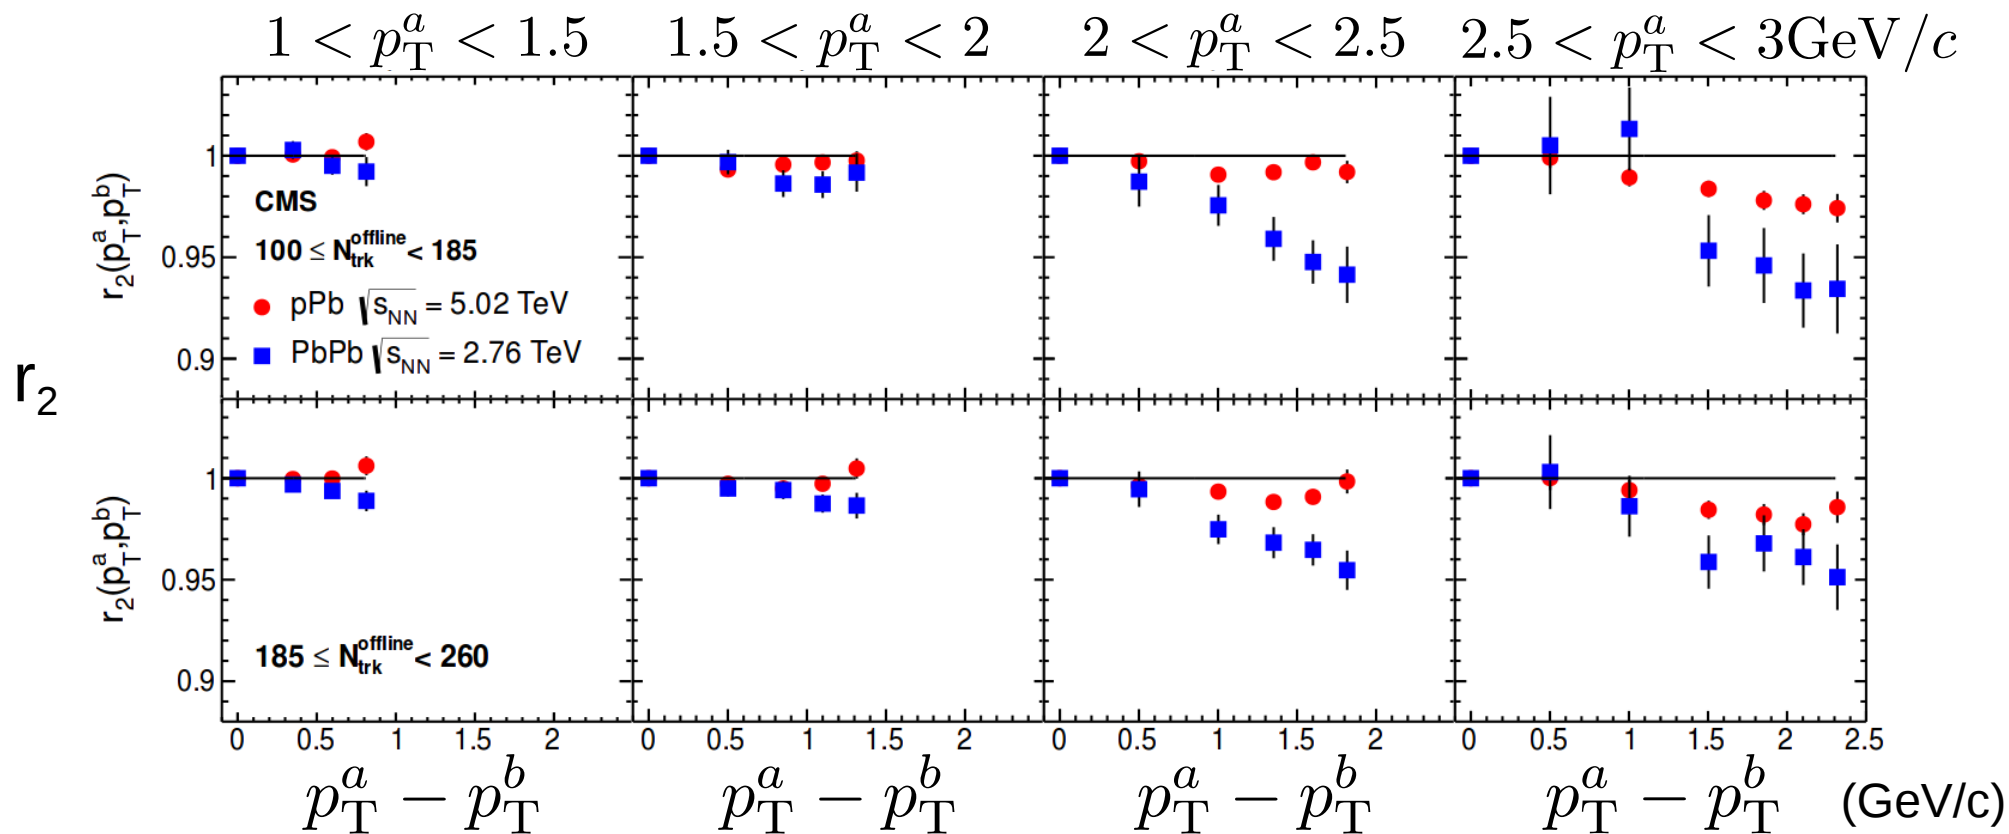 1 < p_T^a < 1.5 1.5 < p_T^a < 2 2 < p_T^a < 2.5 2.5 < p_T^a < 3GeV/c
r₂(p_T^a,p_T^b)
1
0.95
0.9
CMS
100 ≤ N_trk^offline < 185
pPb √s_NN = 5.02 TeV
PbPb √s_NN = 2.76 TeV
r₂
r₂(p_T^a,p_T^b)
1
0.95
0.9
185 ≤ N_trk^offline < 260
0 0.5 1 1.5 2 0 0.5 1 1.5 2 0 0.5 1 1.5 2 0 0.5 1 1.5 2 2.5
p_T^a − p_T^b p_T^a − p_T^b p_T^a − p_T^b p_T^a − p_T^b (GeV/c)